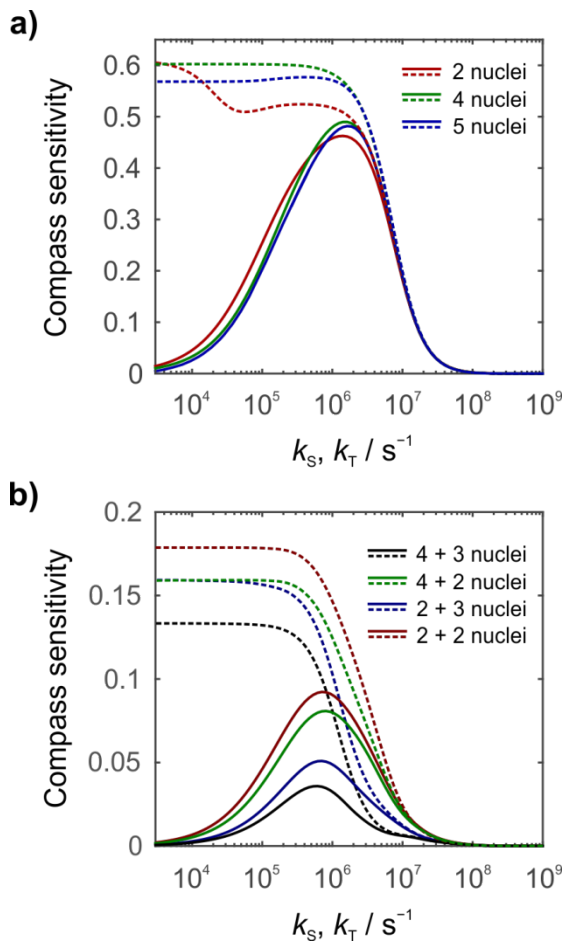 a)
Compass sensitivity
0.6
0.5
0.4
0.3
0.2
0.1
0
2 nuclei
4 nuclei
5 nuclei
10⁴ 10⁵ 10⁶ 10⁷ 10⁸ 10⁹
kS, kT / s⁻¹
b)
Compass sensitivity
0.2
0.15
0.1
0.05
0
4 + 3 nuclei
4 + 2 nuclei
2 + 3 nuclei
2 + 2 nuclei
10⁴ 10⁵ 10⁶ 10⁷ 10⁸ 10⁹
kS, kT / s⁻¹